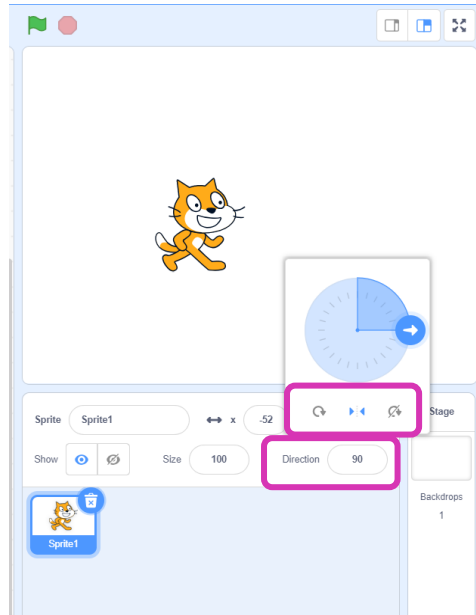 Sprite Sprite1 x -52 Stage
Show Size 100 Direction 90
Backdrops
1
Sprite1